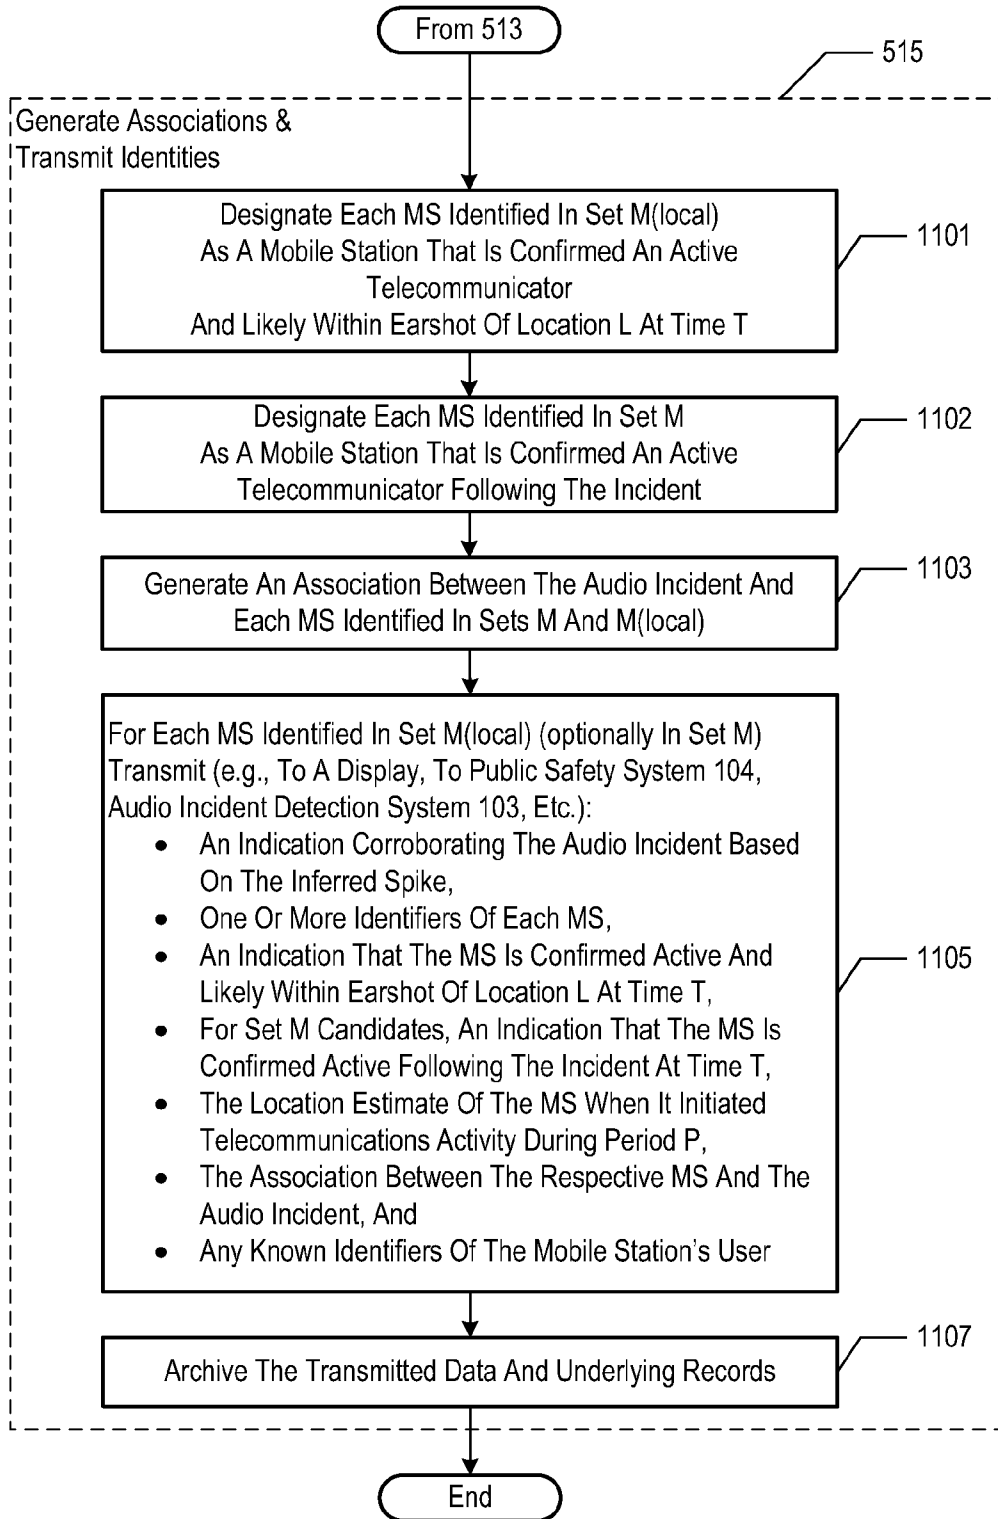 From 513
515
Generate Associations &
Transmit Identities
Designate Each MS Identified In Set M(local)
As A Mobile Station That Is Confirmed An Active
Telecommunicator
And Likely Within Earshot Of Location L At Time T
1101
Designate Each MS Identified In Set M
As A Mobile Station That Is Confirmed An Active
Telecommunicator Following The Incident
1102
Generate An Association Between The Audio Incident And
Each MS Identified In Sets M And M(local)
1103
For Each MS Identified In Set M(local) (optionally In Set M)
Transmit (e.g., To A Display, To Public Safety System 104,
Audio Incident Detection System 103, Etc.):
• An Indication Corroborating The Audio Incident Based
On The Inferred Spike,
• One Or More Identifiers Of Each MS,
• An Indication That The MS Is Confirmed Active And
Likely Within Earshot Of Location L At Time T,
• For Set M Candidates, An Indication That The MS Is
Confirmed Active Following The Incident At Time T,
• The Location Estimate Of The MS When It Initiated
Telecommunications Activity During Period P,
• The Association Between The Respective MS And The
Audio Incident, And
• Any Known Identifiers Of The Mobile Station's User
1105
Archive The Transmitted Data And Underlying Records
1107
End